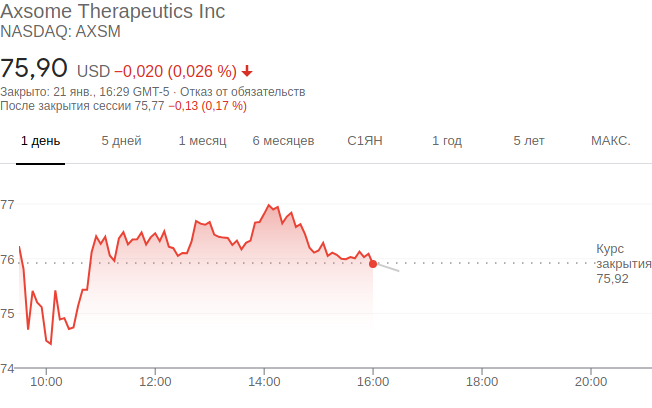 Axsome Therapeutics Inc
NASDAQ: AXSM
75,90 USD −0,020 (0,026 %)
Закрыто: 21 янв., 16:29 GMT-5 · Отказ от обязательств
После закрытия сессии 75,77 −0,13 (0,17 %)
1 день 5 дней 1 месяц 6 месяцев С1ЯН 1 год 5 лет МАКС.
77
76
75
74
Курс
закрытия
75,92
10:00 12:00 14:00 16:00 18:00 20:00